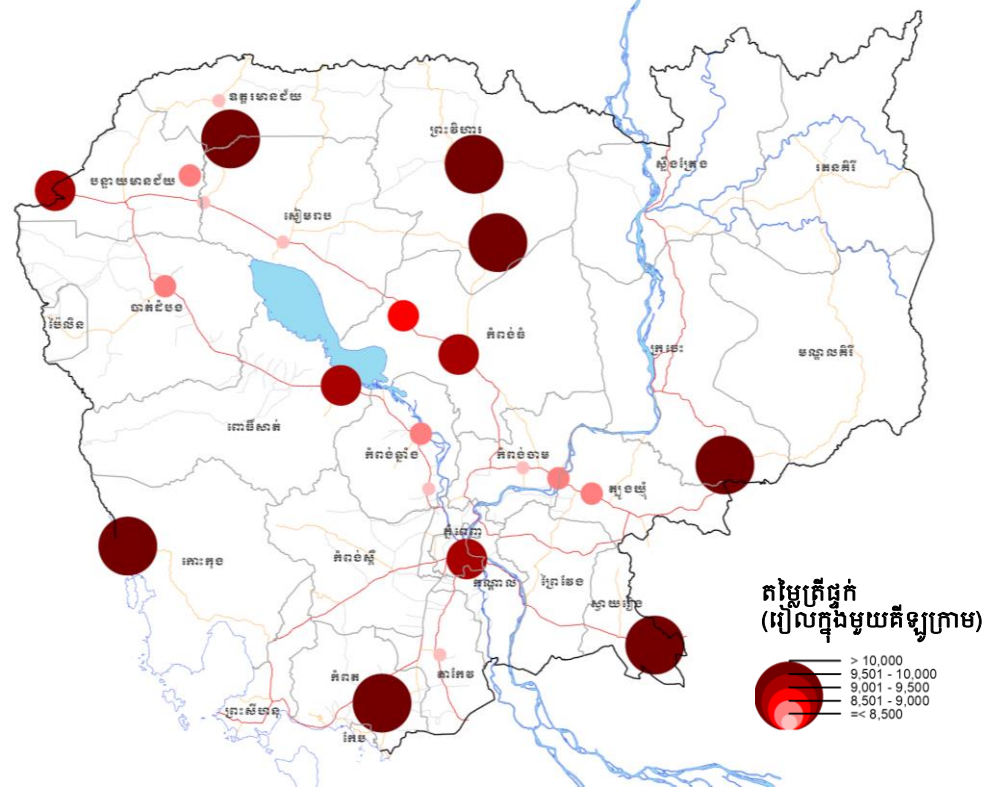 ឧត្តរមានជ័យ
ព្រះវិហារ
ស្ទឹងត្រែង
រតនគិរី
បន្ទាយមានជ័យ
សៀមរាប
បាត់ដំបង
ប៉ៃលិន
កំពង់ធំ
ក្រចេះ
មណ្ឌលគិរី
ពោធិ៍សាត់
កំពង់ឆ្នាំង
កំពង់ចាម
ត្បូងឃ្មុំ
ភ្នំពេញ
កោះកុង
កំពង់ស្ពឺ
កណ្តាល
ព្រៃវែង
ស្វាយរៀង
តម្លៃត្រីផ្ទក់
(រៀលក្នុងមួយគីឡូក្រាម)
> 10,000
9,501 - 10,000
9,001 - 9,500
8,501 - 9,000
=< 8,500
កំពត
តាកែវ
ព្រះសីហនុ
កែប